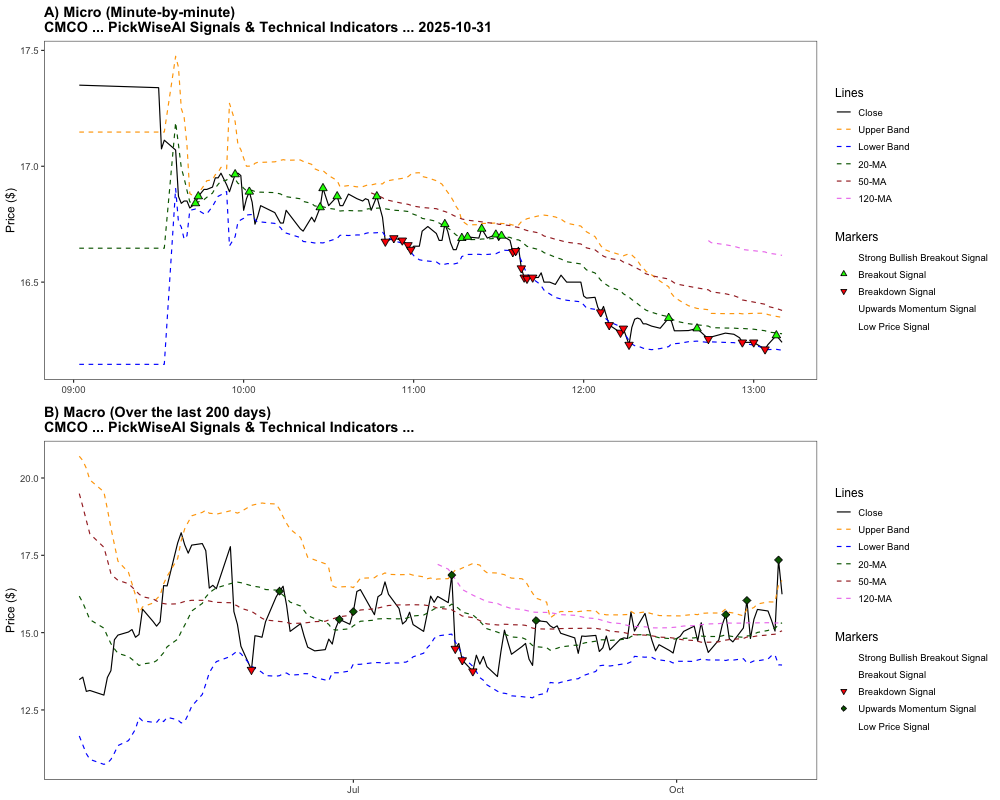 A) Micro (Minute-by-minute)
CMCO ... PickWiseAI Signals & Technical Indicators ... 2025-10-31
17.5
17.0
16.5
Price ($)
09:00
10:00
11:00
12:00
13:00
Lines
Close
Upper Band
Lower Band
20-MA
50-MA
120-MA
Markers
Strong Bullish Breakout Signal
Breakout Signal
Breakdown Signal
Upwards Momentum Signal
Low Price Signal
B) Macro (Over the last 200 days)
CMCO ... PickWiseAI Signals & Technical Indicators ...
20.0
17.5
15.0
12.5
Price ($)
Jul
Oct
Lines
Close
Upper Band
Lower Band
20-MA
50-MA
120-MA
Markers
Strong Bullish Breakout Signal
Breakout Signal
Breakdown Signal
Upwards Momentum Signal
Low Price Signal